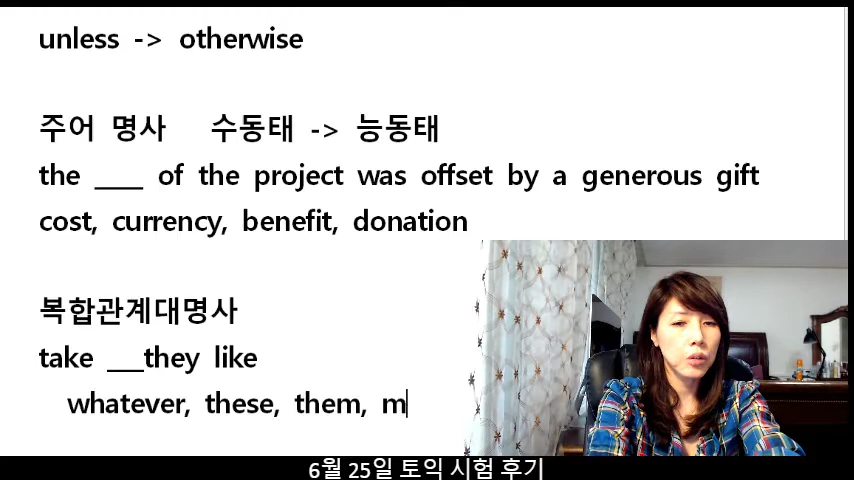 unless -> otherwise
주어 명사 수동태 -> 능동태
the ____ of the project was offset by a generous gift
cost, currency, benefit, donation
복합관계대명사
take ___they like
whatever, these, them, m
6월 25일 토익 시험 후기